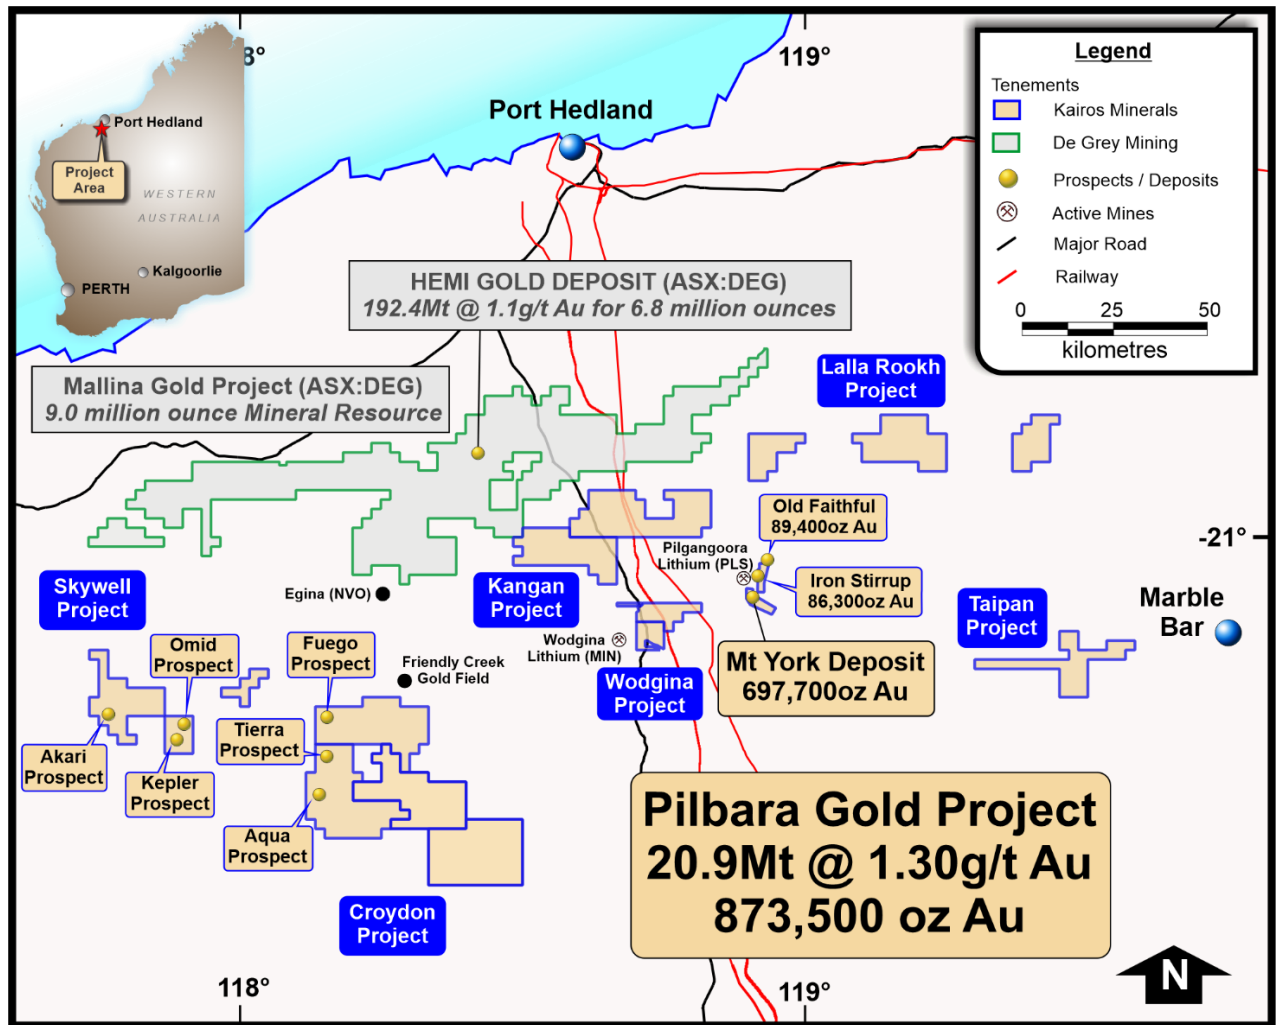 8°
119°
Port Hedland
Port Hedland
Project
Area
WESTERN
AUSTRALIA
Kalgoorlie
PERTH
Legend
Tenements
Kairos Minerals
De Grey Mining
Prospects / Deposits
Active Mines
Major Road
Railway
0 25 50
kilometres
HEMI GOLD DEPOSIT (ASX:DEG)
192.4Mt @ 1.1g/t Au for 6.8 million ounces
Mallina Gold Project (ASX:DEG)
9.0 million ounce Mineral Resource
Lalla Rookh
Project
Old Faithful
89,400oz Au
-21°
Pilgangoora
Lithium (PLS)
Iron Stirrup
86,300oz Au
Skywell
Project
Egina (NVO)
Kangan
Project
Taipan
Project
Marble
Bar
Omid
Prospect
Fuego
Prospect
Wodgina
Lithium (MIN)
Friendly Creek
Gold Field
Mt York Deposit
697,700oz Au
Wodgina
Project
Tierra
Prospect
Akari
Prospect
Kepler
Prospect
Aqua
Prospect
Pilbara Gold Project
20.9Mt @ 1.30g/t Au
873,500 oz Au
Croydon
Project
118°
119°
N